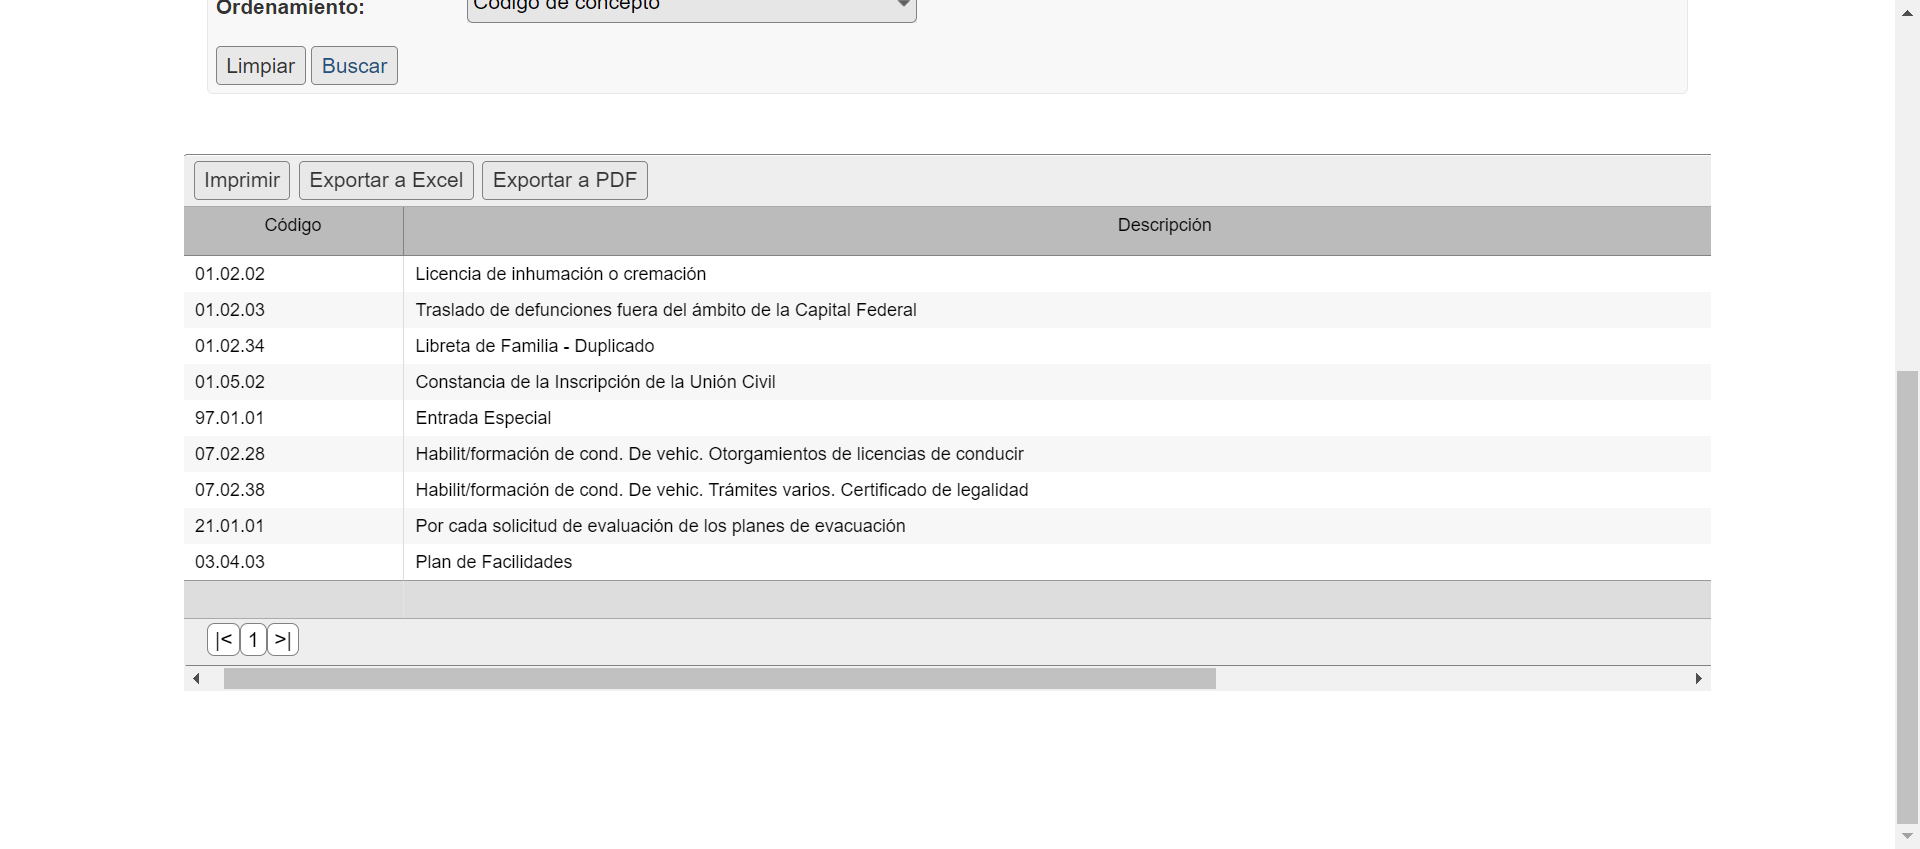 Ordenamiento: Código de concepto
Limpiar Buscar
Imprimir Exportar a Excel Exportar a PDF
Código Descripción
01.02.02 Licencia de inhumación o cremación
01.02.03 Traslado de defunciones fuera del ámbito de la Capital Federal
01.02.34 Libreta de Familia - Duplicado
01.05.02 Constancia de la Inscripción de la Unión Civil
97.01.01 Entrada Especial
07.02.28 Habilit/formación de cond. De vehic. Otorgamientos de licencias de conducir
07.02.38 Habilit/formación de cond. De vehic. Trámites varios. Certificado de legalidad
21.01.01 Por cada solicitud de evaluación de los planes de evacuación
03.04.03 Plan de Facilidades
|< 1 >|